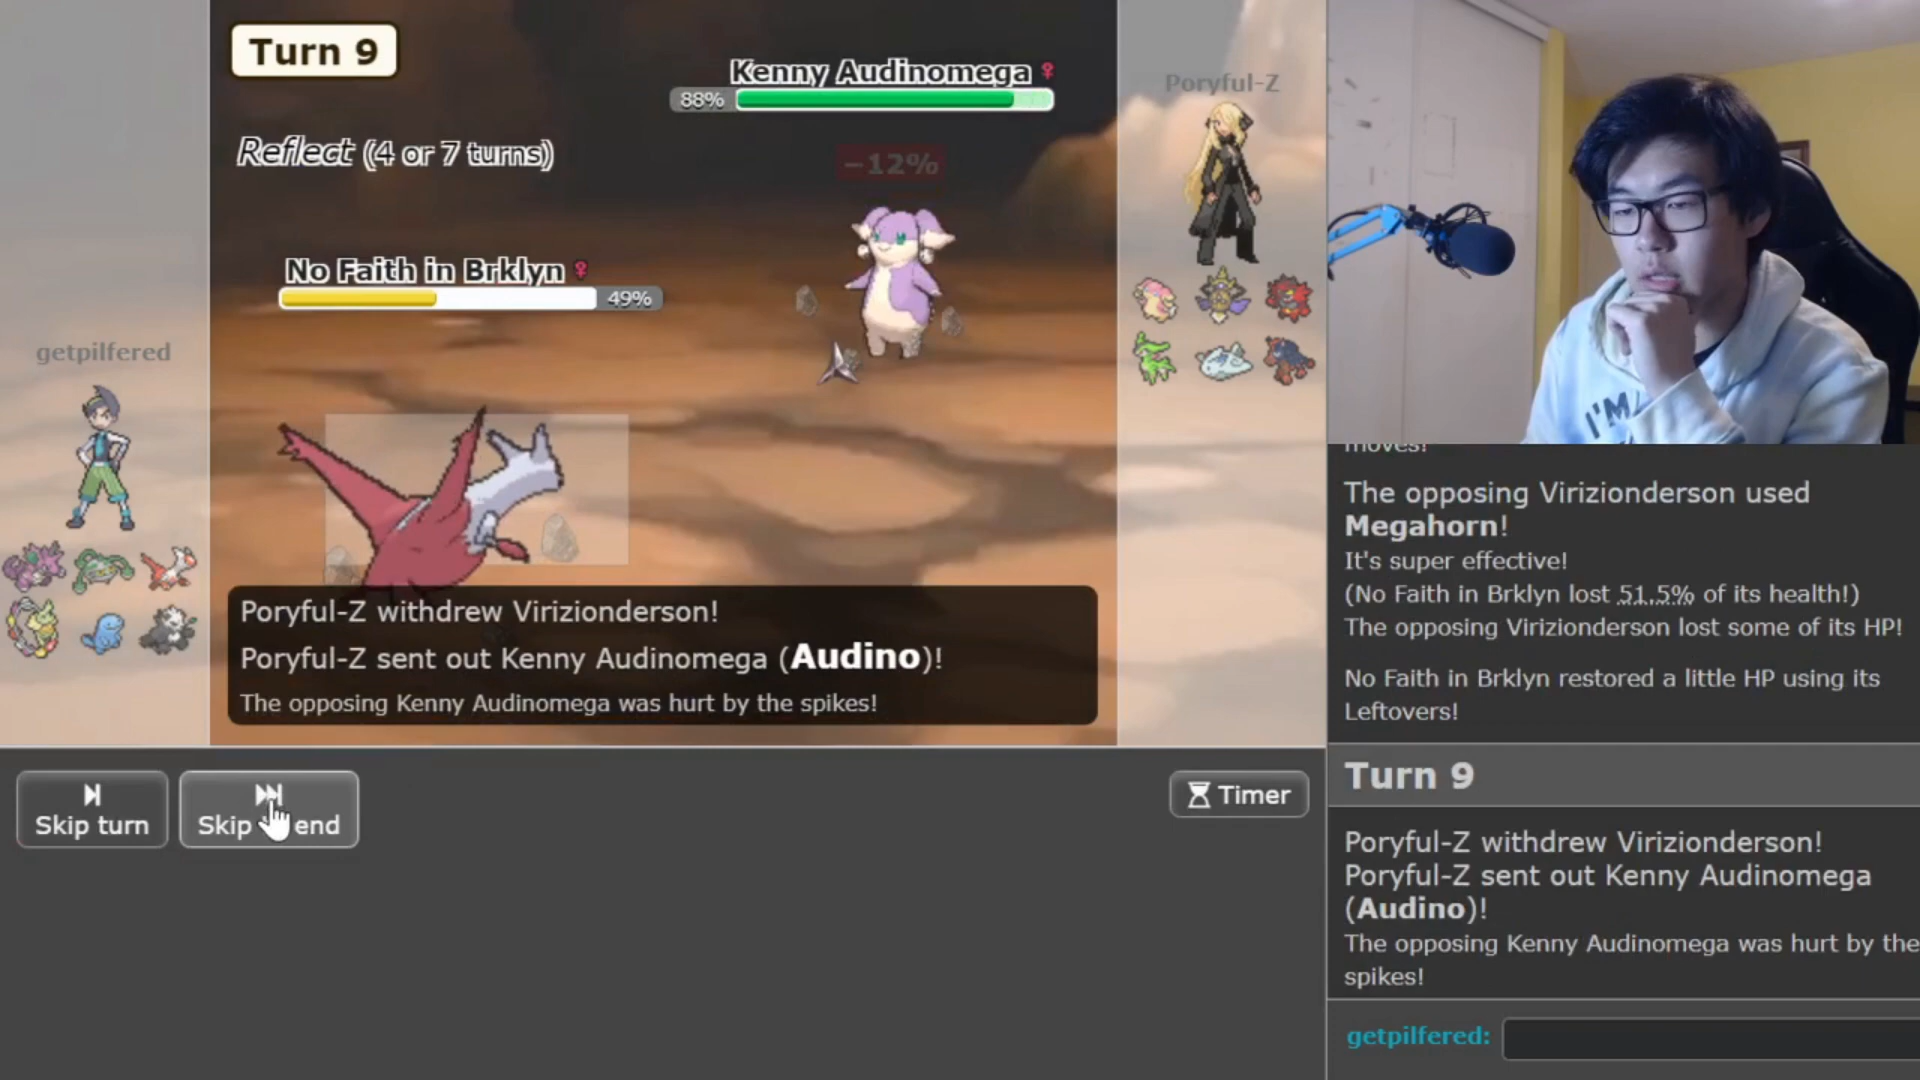 Turn 9
Kenny Audinomega ♀
88%
Reflect (4 or 7 turns)
−12%
No Faith in Brklyn ♀
49%
getpilfered
Poryful-Z
Poryful-Z withdrew Virizionderson!
Poryful-Z sent out Kenny Audinomega (Audino)!
The opposing Kenny Audinomega was hurt by the spikes!
Skip turn
Skip end
Timer
I'M
moves!
The opposing Virizionderson used
Megahorn!
It's super effective!
(No Faith in Brklyn lost 51.5% of its health!)
The opposing Virizionderson lost some of its HP!
No Faith in Brklyn restored a little HP using its
Leftovers!
Turn 9
Poryful-Z withdrew Virizionderson!
Poryful-Z sent out Kenny Audinomega
(Audino)!
The opposing Kenny Audinomega was hurt by the
spikes!
getpilfered: